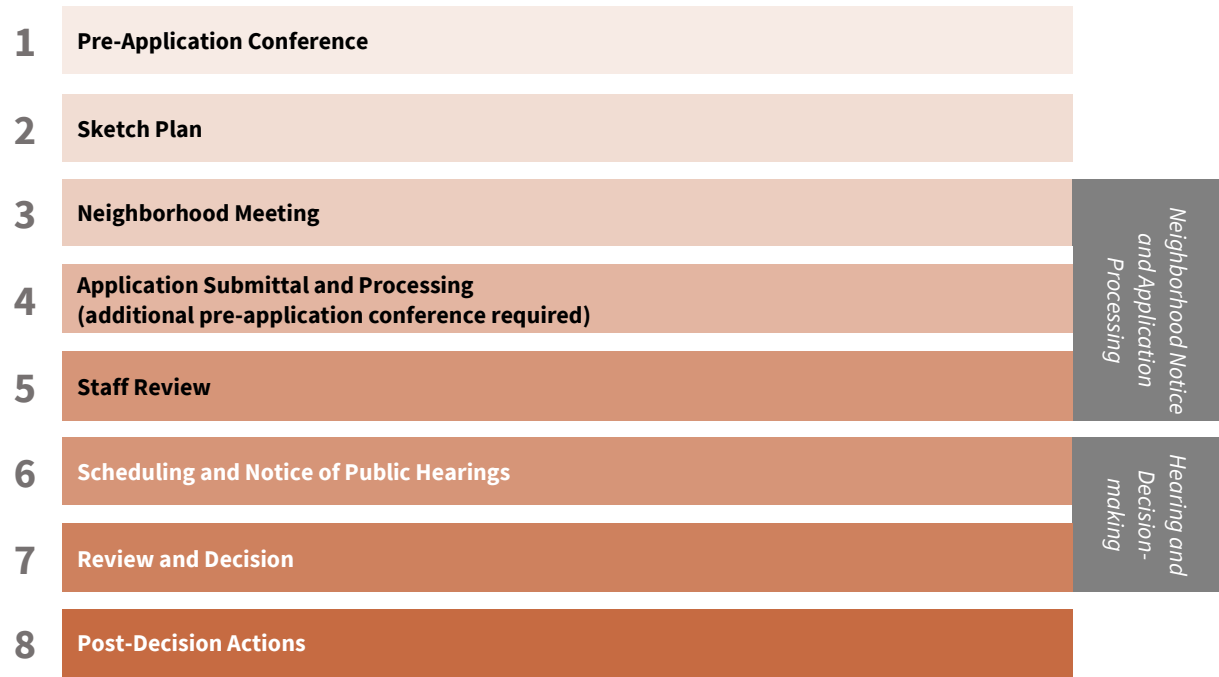 1
Pre-Application Conference
2
Sketch Plan
3
Neighborhood Meeting
4
Application Submittal and Processing
(additional pre-application conference required)
5
Staff Review
Neighborhood Notice
and Application
Processing
6
Scheduling and Notice of Public Hearings
7
Review and Decision
Hearing and
Decision-
making
8
Post-Decision Actions